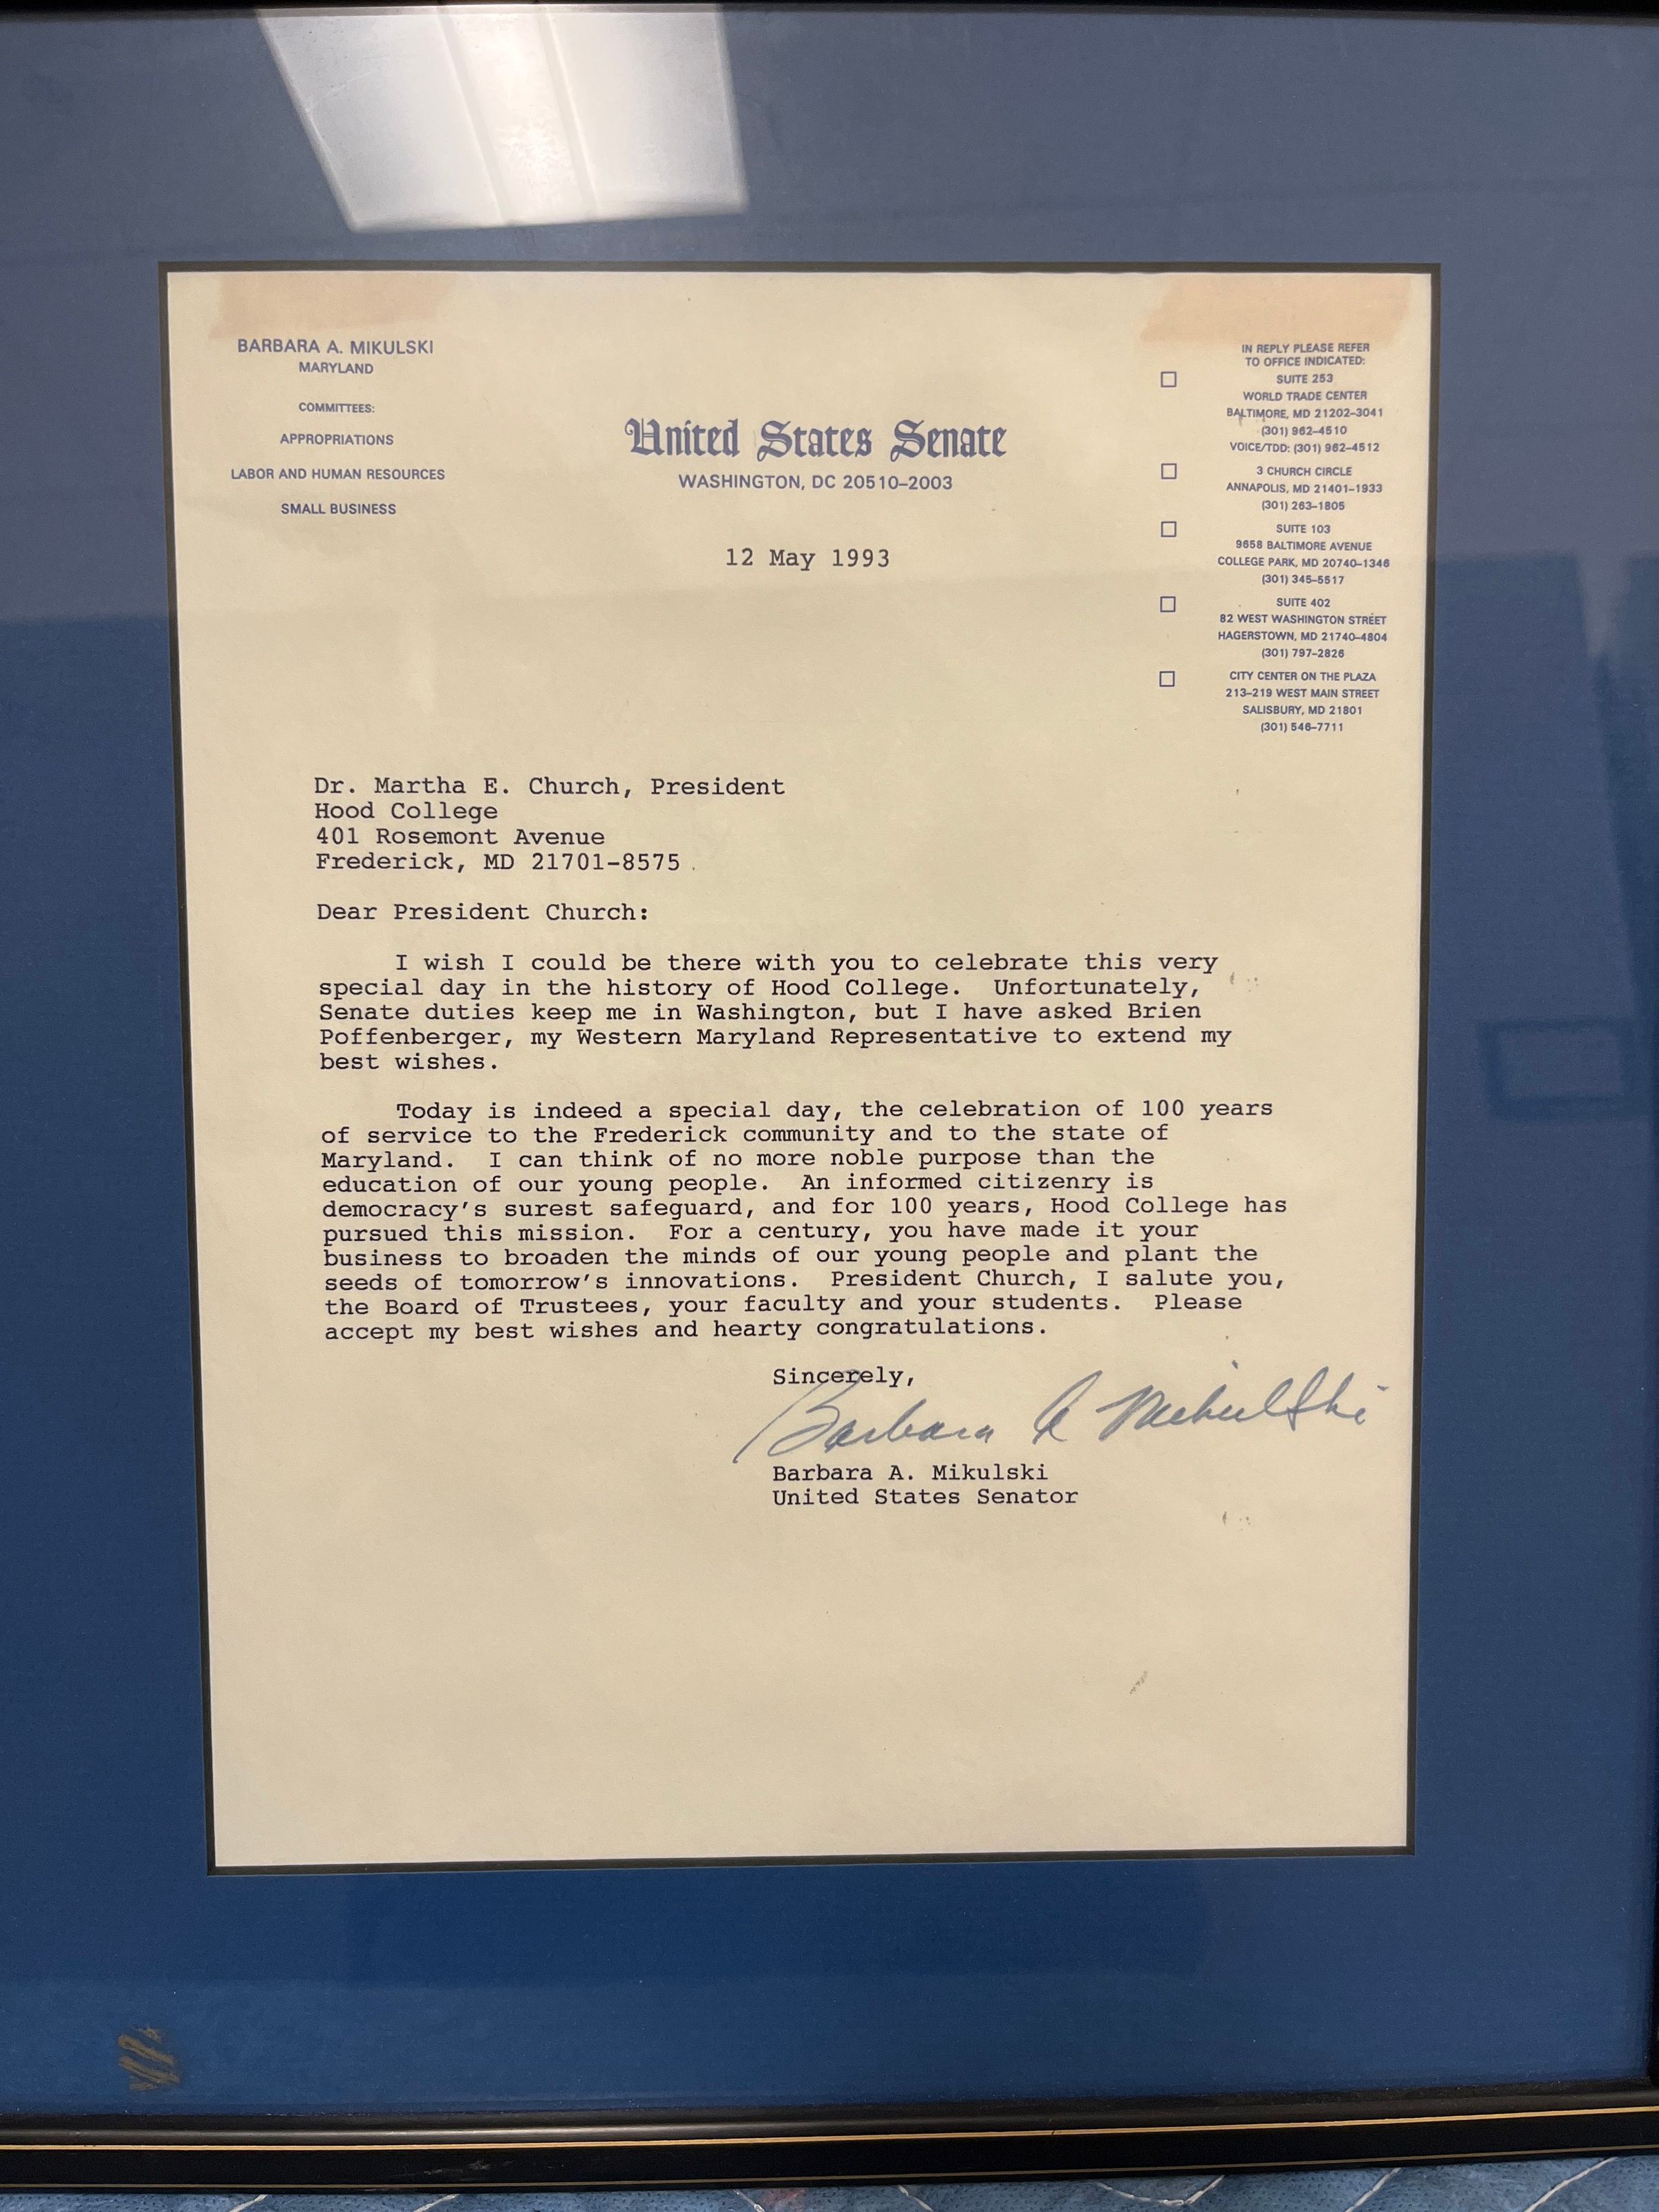 BARBARA A. MIKULSKI
MARYLAND
COMMITTEES:
APPROPRIATIONS
LABOR AND HUMAN RESOURCES
SMALL BUSINESS
United States Senate
WASHINGTON, DC 20510-2003
12 May 1993
IN REPLY PLEASE REFER
TO OFFICE INDICATED:
SUITE 253
WORLD TRADE CENTER
BALTIMORE, MD 21202-3041
(301) 962-4510
VOICE/TDD: (301) 962-4512
3 CHURCH CIRCLE
ANNAPOLIS, MD 21401-1933
(301) 263-1805
SUITE 103
9658 BALTIMORE AVENUE
COLLEGE PARK, MD 20740-1346
(301) 345-5517
SUITE 402
82 WEST WASHINGTON STREET
HAGERSTOWN, MD 21740-4804
(301) 797-2826
CITY CENTER ON THE PLAZA
213-219 WEST MAIN STREET
SALISBURY, MD 21801
(301) 546-7711
Dr. Martha E. Church, President
Hood College
401 Rosemont Avenue
Frederick, MD 21701-8575
Dear President Church:
I wish I could be there with you to celebrate this very
special day in the history of Hood College. Unfortunately,
Senate duties keep me in Washington, but I have asked Brien
Poffenberger, my Western Maryland Representative to extend my
best wishes.
Today is indeed a special day, the celebration of 100 years
of service to the Frederick community and to the state of
Maryland. I can think of no more noble purpose than the
education of our young people. An informed citizenry is
democracy's surest safeguard, and for 100 years, Hood College has
pursued this mission. For a century, you have made it your
business to broaden the minds of our young people and plant the
seeds of tomorrow's innovations. President Church, I salute you,
the Board of Trustees, your faculty and your students. Please
accept my best wishes and hearty congratulations.
Sincerely,
Barbara A Mikulski
Barbara A. Mikulski
United States Senator